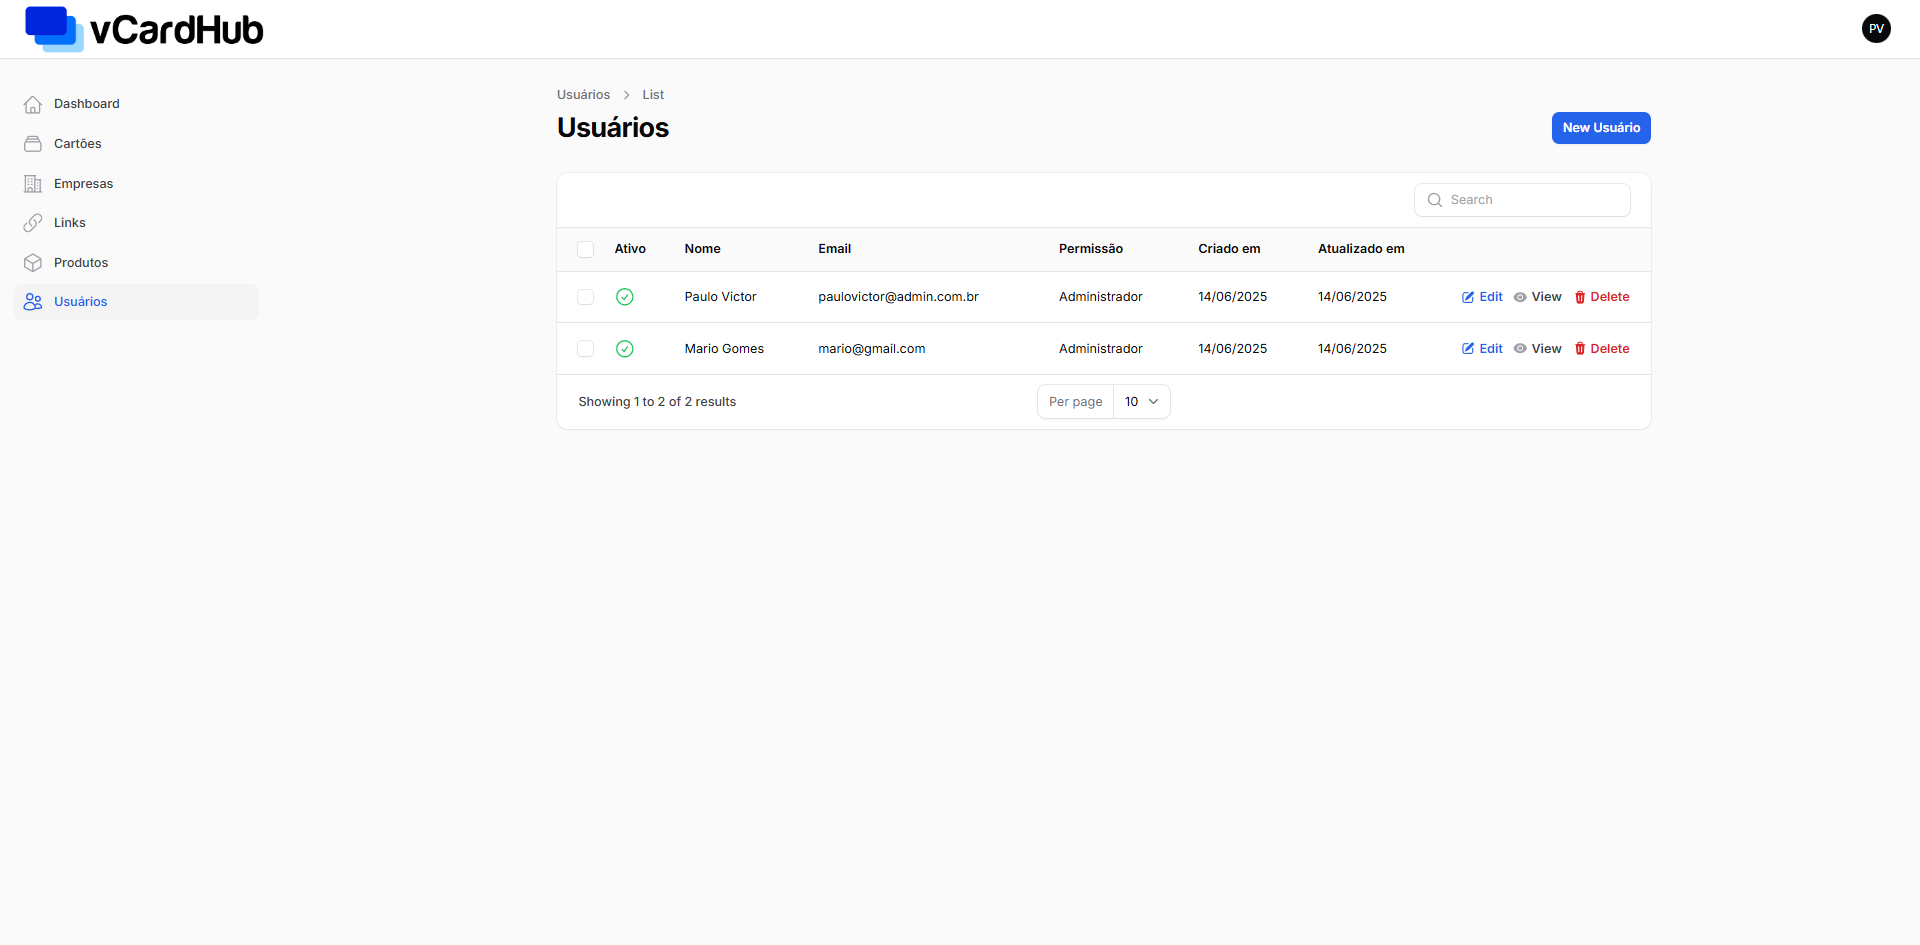 vCardHub
PV
Dashboard
Cartões
Empresas
Links
Produtos
Usuários
Usuários List
Usuários
New Usuário
Search
Ativo Nome Email Permissão Criado em Atualizado em
Paulo Victor paulovictor@admin.com.br Administrador 14/06/2025 14/06/2025 Edit View Delete
Mario Gomes mario@gmail.com Administrador 14/06/2025 14/06/2025 Edit View Delete
Showing 1 to 2 of 2 results Per page 10